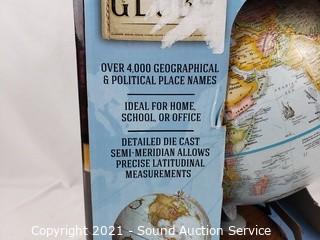 OVER 4,000 GEOGRAPHICAL
& POLITICAL PLACE NAMES
IDEAL FOR HOME,
SCHOOL, OR OFFICE
DETAILED DIE CAST
SEMI-MERIDIAN ALLOWS
PRECISE LATITUDINAL
MEASUREMENTS
Copyright 2021 - Sound Auction Service